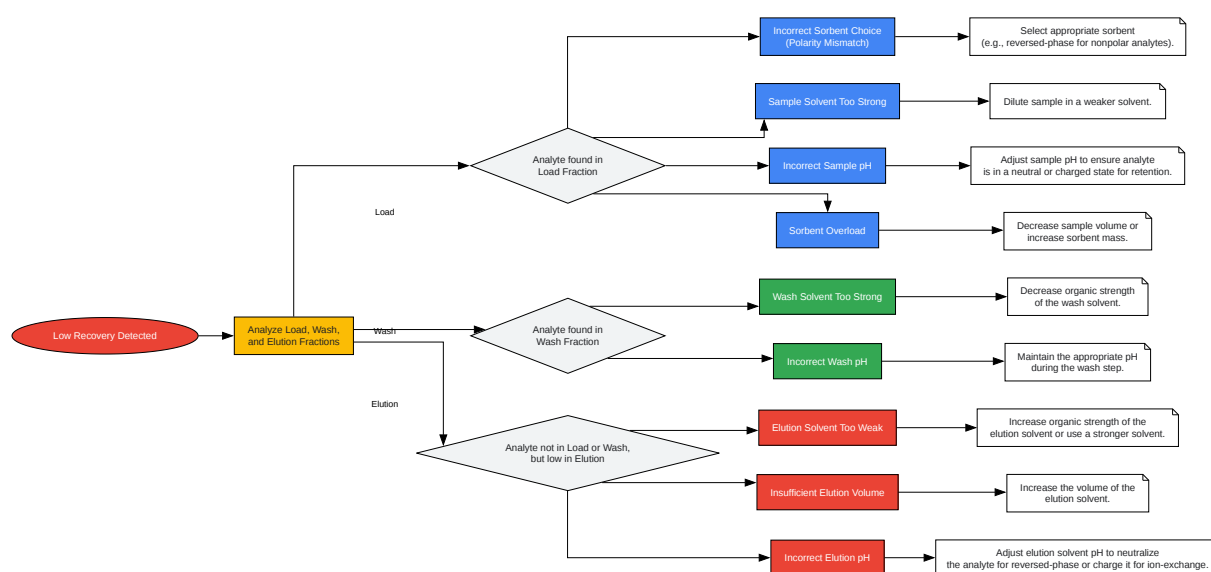 Low Recovery Detected
Analyze Load, Wash,
and Elution Fractions
Load
Wash
Elution
Analyte found in
Load Fraction
Incorrect Sorbent Choice
(Polarity Mismatch)
Select appropriate sorbent
(e.g., reversed-phase for nonpolar analytes).
Sample Solvent Too Strong
Dilute sample in a weaker solvent.
Incorrect Sample pH
Adjust sample pH to ensure analyte
is in a neutral or charged state for retention.
Sorbent Overload
Decrease sample volume or
increase sorbent mass.
Analyte found in
Wash Fraction
Wash Solvent Too Strong
Decrease organic strength
of the wash solvent.
Incorrect Wash pH
Maintain the appropriate pH
during the wash step.
Analyte not in Load or Wash,
but low in Elution
Elution Solvent Too Weak
Increase organic strength of the
elution solvent or use a stronger solvent.
Insufficient Elution Volume
Increase the volume of the
elution solvent.
Incorrect Elution pH
Adjust elution solvent pH to neutralize
the analyte for reversed-phase or charge it for ion-exchange.